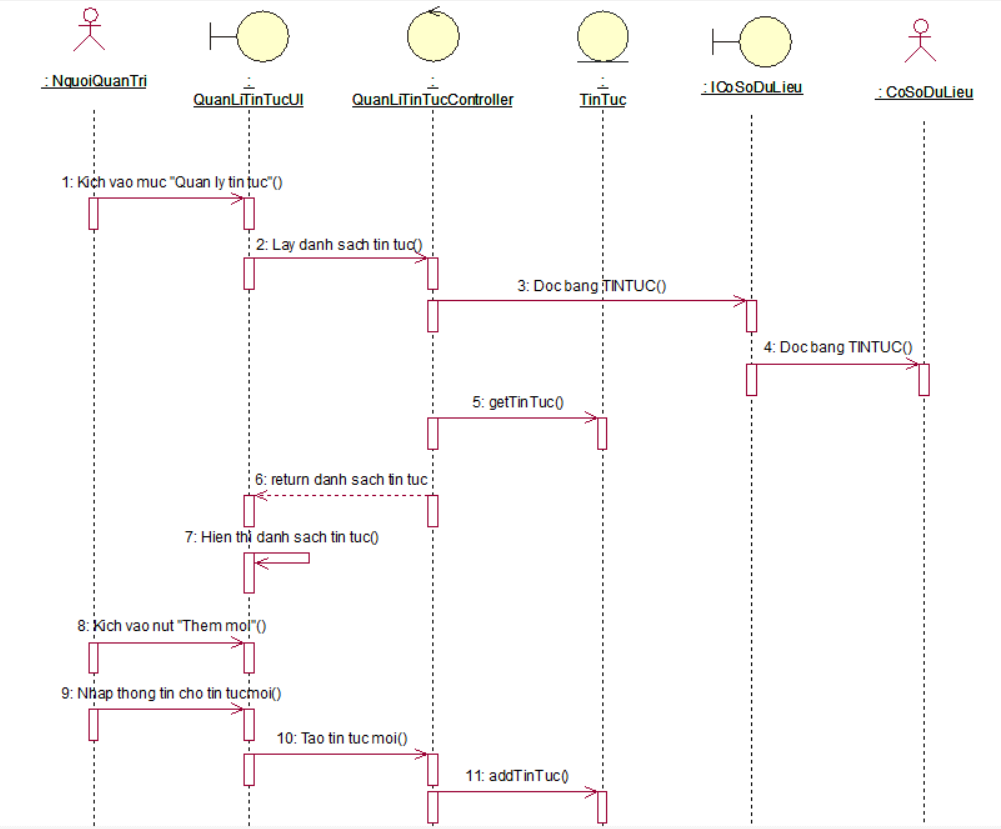 : NguoiQuanTri
:
QuanLiTinTucUI
:
QuanLiTinTucController
:
TinTuc
: ICoSoDuLieu
: CoSoDuLieu
1: Kich vao muc "Quan ly tin tuc"()
2: Lay danh sach tin tuc()
3: Doc bang TINTUC()
4: Doc bang TINTUC()
5: getTinTuc()
6: return danh sach tin tuc
7: Hien thi danh sach tin tuc()
8: Kich vao nut "Them moi"()
9: Nhap thong tin cho tin tuc moi()
10: Tao tin tuc moi()
11: addTinTuc()